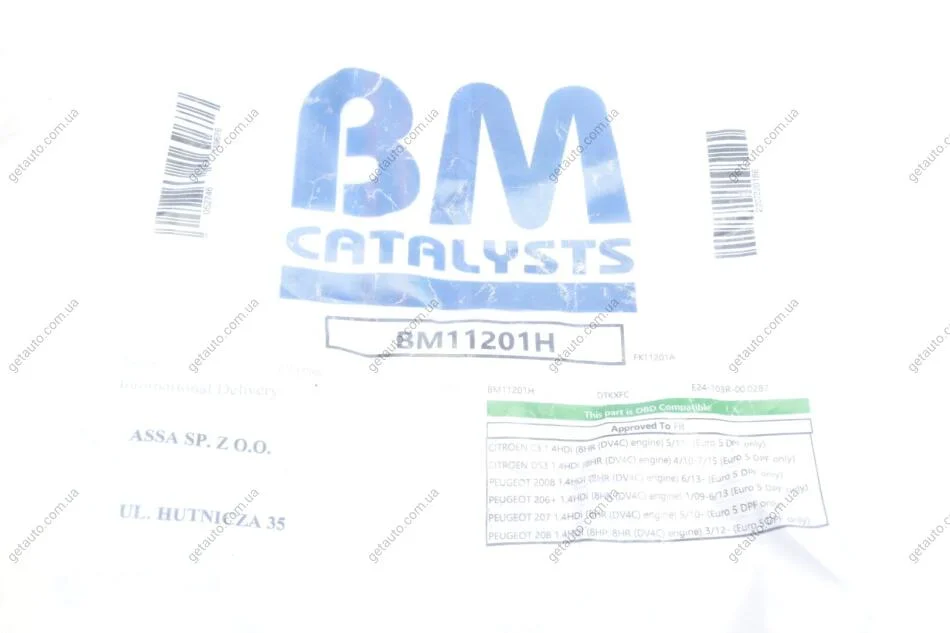 BM
CATALYSTS
BM11201H
FK11201A
International Delivery
ASSA SP. Z O.O.
UL. HUTNICZA 35
BM11201H DTKXFC E24-103R-00 0287
This part is OBD Compatible
Approved To Fit
CITROEN C3 1.4HDi (8HR (DV4C) engine) 5/11- (Euro 5 DPF only)
CITROEN DS3 1.4HDi (8HR (DV4C) engine) 4/10-7/15 (Euro 5 DPF only)
PEUGEOT 2008 1.4HDi (8HR (DV4C) engine) 6/13- (Euro 5 DPF only)
PEUGEOT 206+ 1.4HDi (8HR (DV4C) engine) 1/09-6/13 (Euro 5 DPF only)
PEUGEOT 207 1.4HDi (8HR (DV4C) engine) 5/10- (Euro 5 DPF only)
PEUGEOT 208 1.4HDi (8HP; 8HR (DV4C) engine) 3/12- (Euro 5 DPF only)
getauto.com.ua